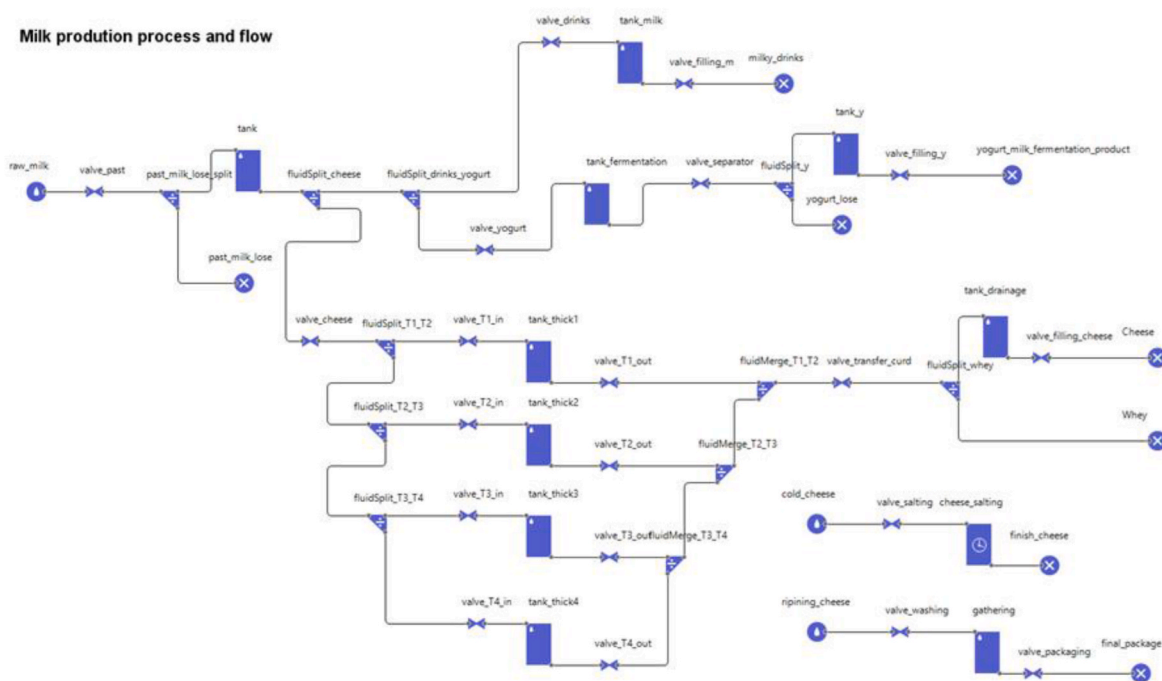 Milk prodution process and flow
valve_drinks
tank_milk
valve_filling_m
milky_drinks
raw_milk
valve_past
past_milk_lose_split
tank
fluidSplit_cheese
fluidSplit_drinks_yogurt
past_milk_lose
valve_yogurt
tank_fermentation
valve_separator
fluidSplit_y
tank_y
valve_filling_y
yogurt_milk_fermentation_product
yogurt_lose
valve_cheese
fluidSplit_T1_T2
valve_T1_in
tank_thick1
valve_T1_out
fluidMerge_T1_T2
valve_transfer_curd
fluidSplit_whey
tank_drainage
valve_filling_cheese
Cheese
Whey
fluidSplit_T2_T3
valve_T2_in
tank_thick2
valve_T2_out
fluidMerge_T2_T3
fluidSplit_T3_T4
valve_T3_in
tank_thick3
valve_T3_out
fluidMerge_T3_T4
valve_T4_in
tank_thick4
valve_T4_out
cold_cheese
valve_salting
cheese_salting
finish_cheese
ripining_cheese
valve_washing
gathering
valve_packaging
final_package